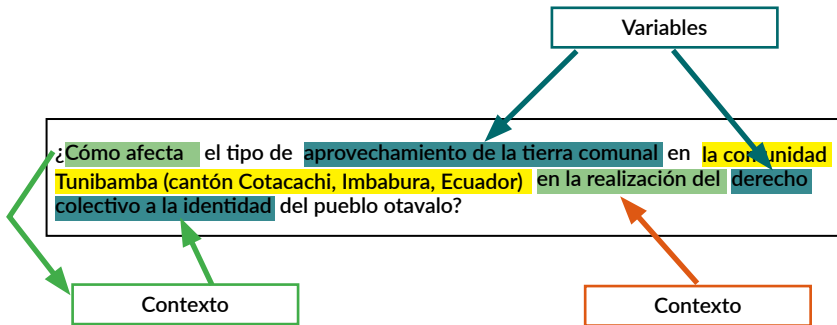 Variables
¿Cómo afecta el tipo de aprovechamiento de la tierra comunal en la comunidad
Tunibamba (cantón Cotacachi, Imbabura, Ecuador) en la realización del derecho
colectivo a la identidad del pueblo otavalo?
Contexto
Contexto